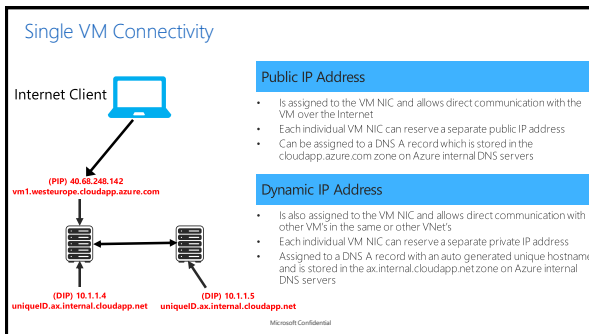 Single VM Connectivity
Internet Client
(PIP) 40.68.248.142
vm1.westeurope.cloudapp.azure.com
(DIP) 10.1.1.4
uniqueID.ax.internal.cloudapp.net
(DIP) 10.1.1.5
uniqueID.ax.internal.cloudapp.net
Public IP Address
• Is assigned to the VM NIC and allows direct communication with the
VM over the Internet
• Each individual VM NIC can reserve a separate public IP address
• Can be assigned to a DNS A record which is stored in the
cloudapp.azure.com zone on Azure internal DNS servers
Dynamic IP Address
• Is also assigned to the VM NIC and allows direct communication with
other VM's in the same or other VNet's
• Each individual VM NIC can reserve a separate private IP address
• Assigned to a DNS A record with an auto generated unique hostname
and is stored in the ax.internal.cloudapp.net zone on Azure internal
DNS servers
Microsoft Confidential